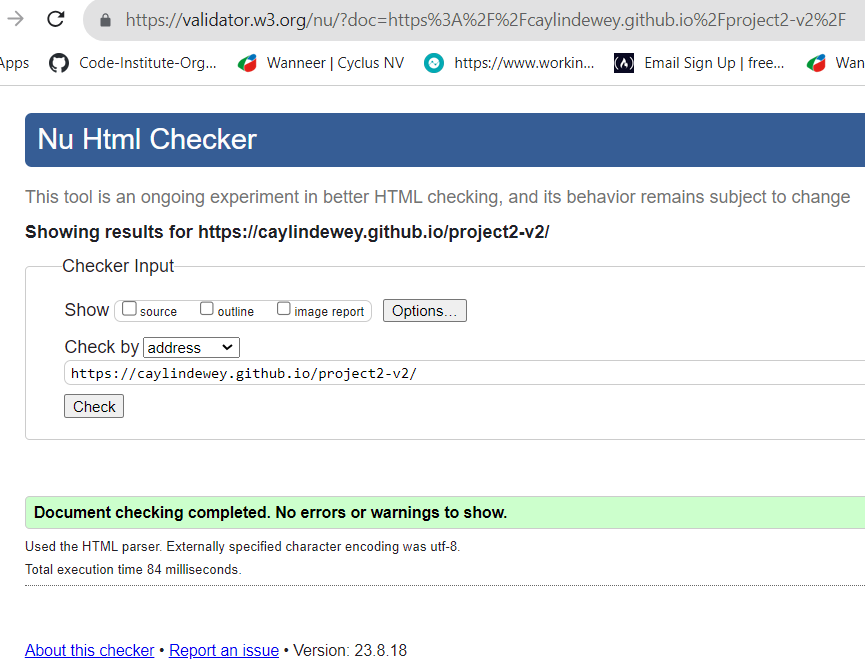 https://validator.w3.org/nu/?doc=https%3A%2F%2Fcaylindewey.github.io%2Fproject2-v2%2F
Apps Code-Institute-Org... Wanneer | Cyclus NV https://www.workin... Email Sign Up | free... Wan
Nu Html Checker
This tool is an ongoing experiment in better HTML checking, and its behavior remains subject to change
Showing results for https://caylindewey.github.io/project2-v2/
Checker Input
Show source outline image report Options...
Check by address
https://caylindewey.github.io/project2-v2/
Check
Document checking completed. No errors or warnings to show.
Used the HTML parser. Externally specified character encoding was utf-8.
Total execution time 84 milliseconds.
About this checker • Report an issue • Version: 23.8.18